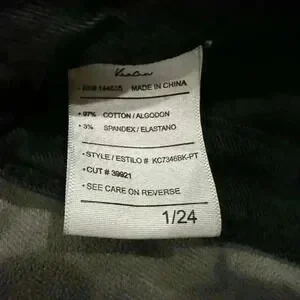 KanCan
RN# 144635 MADE IN CHINA
• 97% COTTON / ALGODON
• 3% SPANDEX / ELASTANO
• STYLE / ESTILO # KC7346BK-PT
• CUT # 39921
• SEE CARE ON REVERSE
1/24